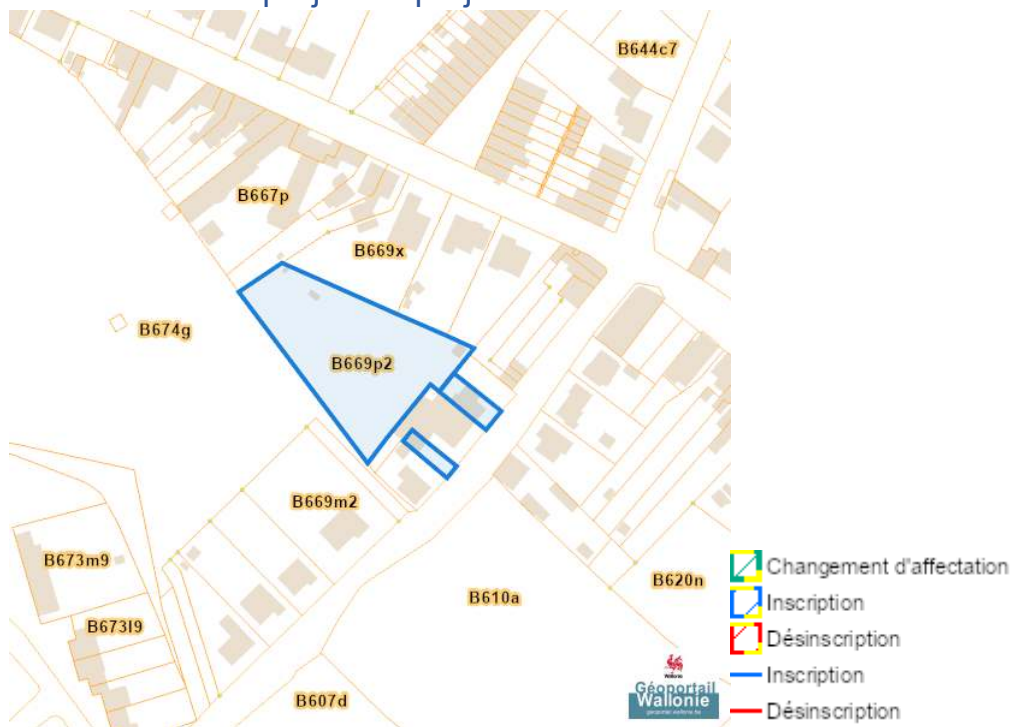 B644c7
B667p
B669x
B674g
B669p2
B669m2
B673m9
B610a
B620n
B673l9
B607d
Wallonie
Géoportail
Wallonie
Changement d'affectation
Inscription
Désinscription
Inscription
Désinscription